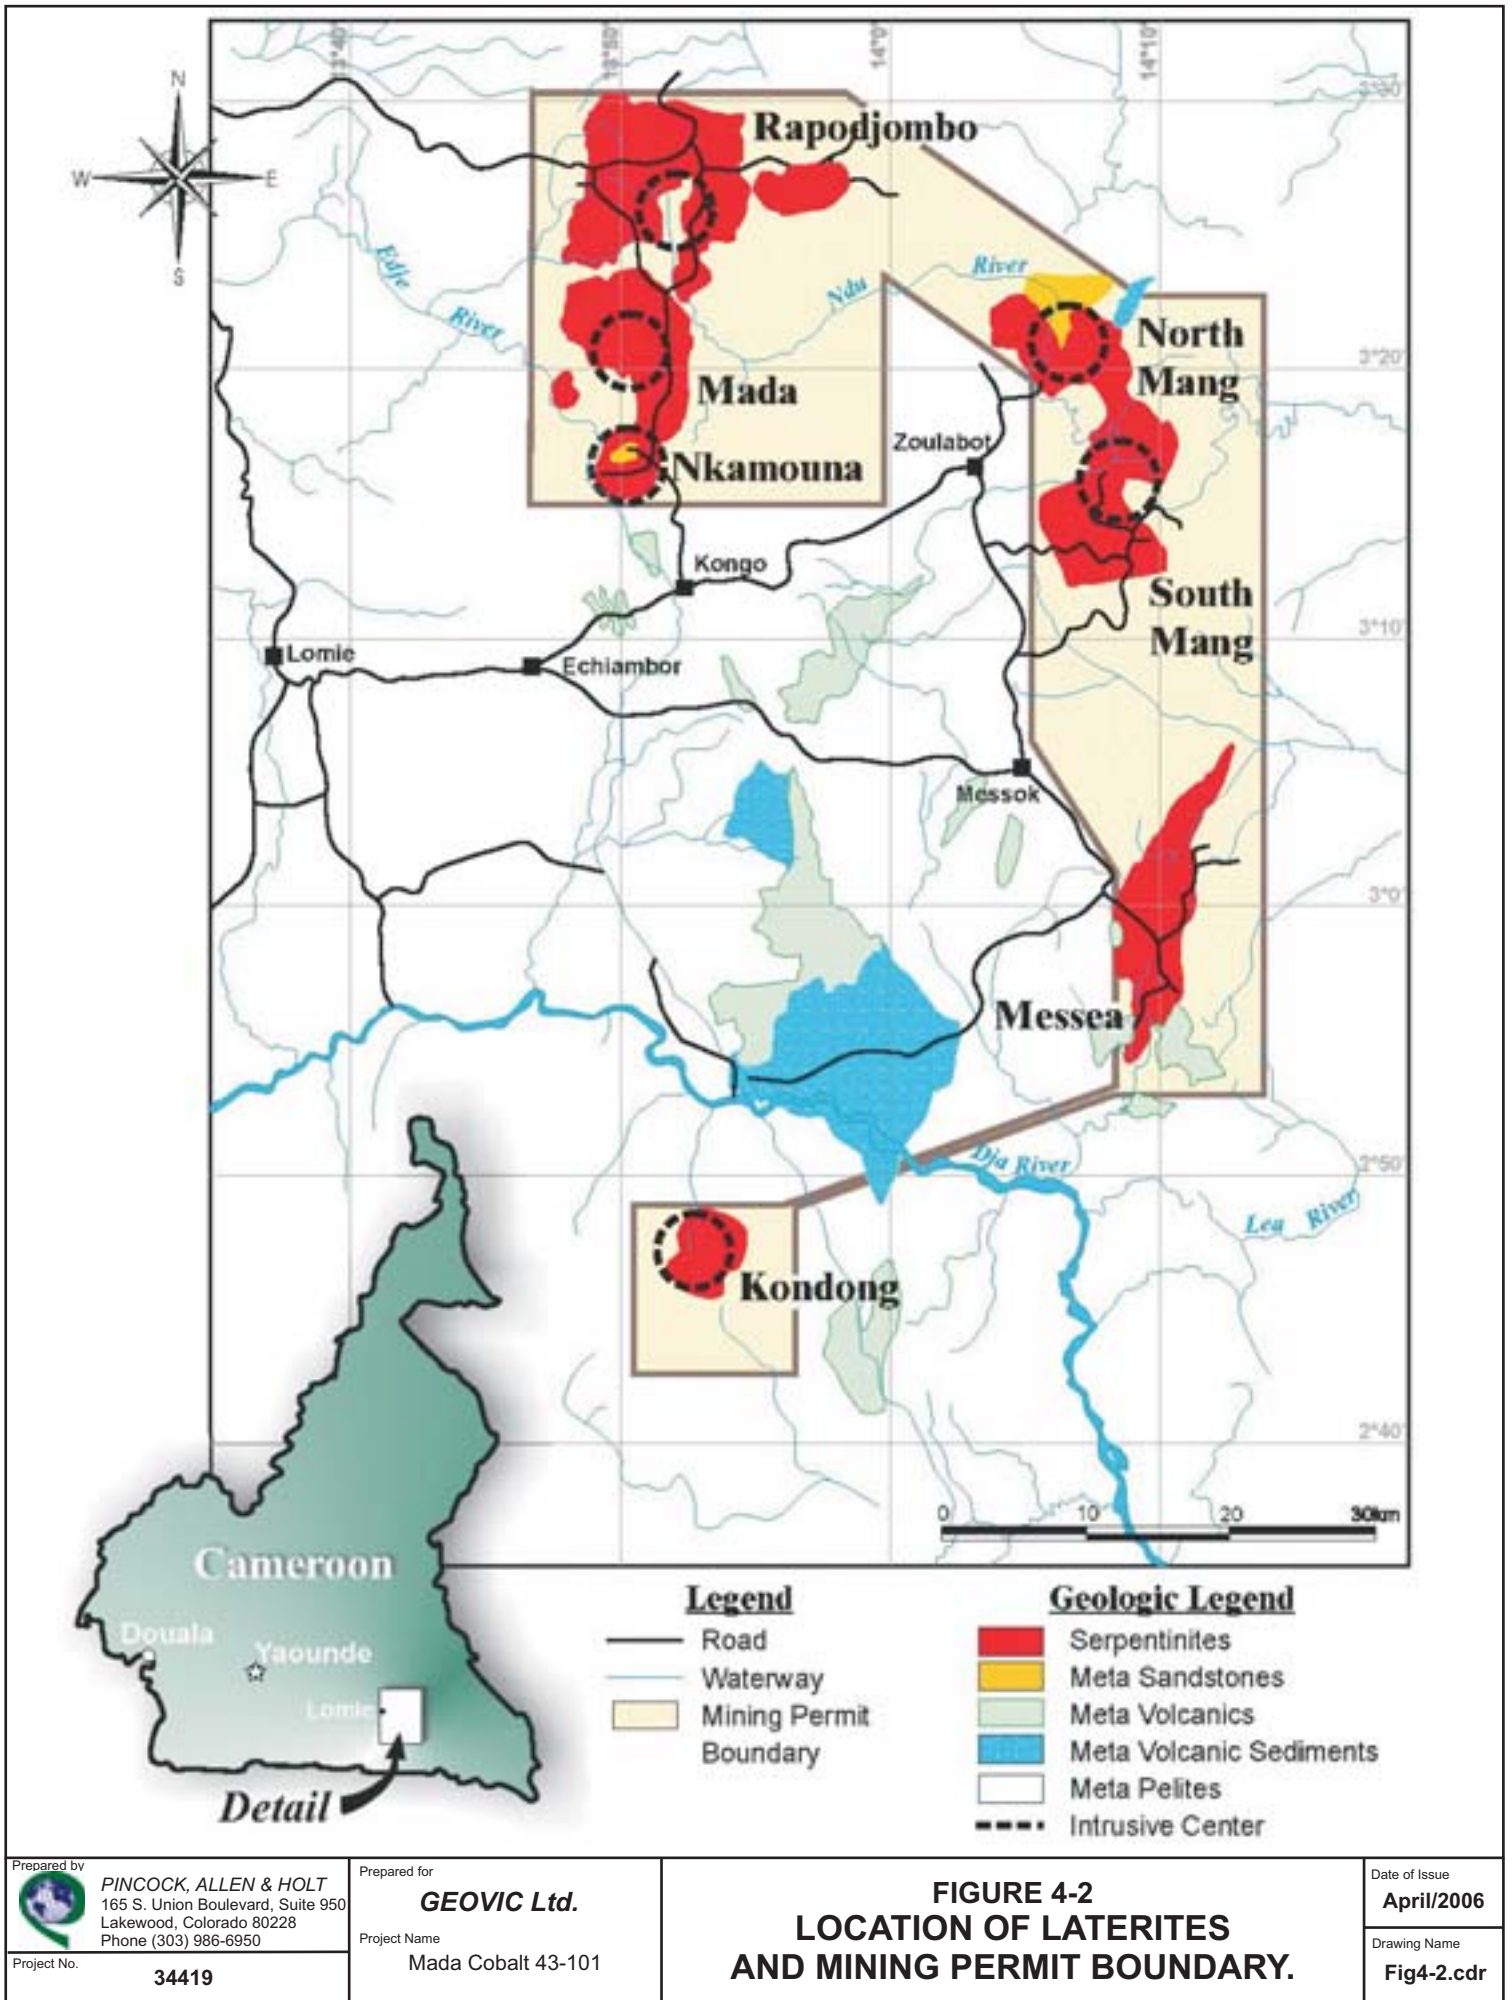 13°40'
13°50'
14°0'
14°10'
3°30'
N
W
E
S
Rapodjombo
Edje
River
Ndu
River
North
Mang
3°20'
Mada
Zoulabot
Nkamouna
Kongo
South
Mang
3°10'
Lomie
Echiambor
Messok
3°0'
Messea
Dja River
2°50'
Lea River
Kondong
2°40'
0 10 20 30km
Cameroon
Douala
Yaounde
Lomie
Detail
Legend
Road
Waterway
Mining Permit
Boundary
Geologic Legend
Serpentinites
Meta Sandstones
Meta Volcanics
Meta Volcanic Sediments
Meta Pelites
Intrusive Center
Prepared by
PINCOCK, ALLEN & HOLT
165 S. Union Boulevard, Suite 950
Lakewood, Colorado 80228
Phone (303) 986-6950
Project No.
34419
Prepared for
GEOVIC Ltd.
Project Name
Mada Cobalt 43-101
FIGURE 4-2
LOCATION OF LATERITES
AND MINING PERMIT BOUNDARY.
Date of Issue
April/2006
Drawing Name
Fig4-2.cdr